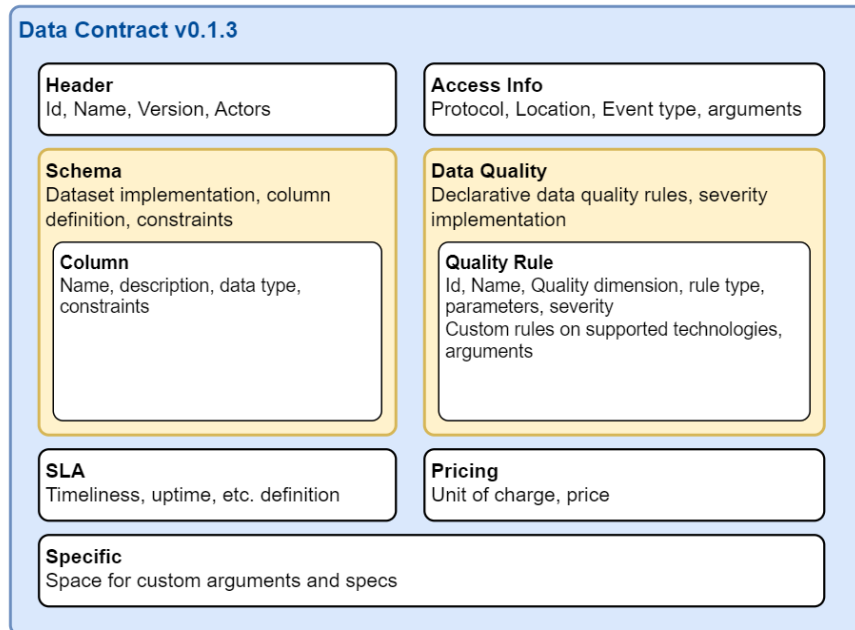 Data Contract v0.1.3
Header
Id, Name, Version, Actors
Access Info
Protocol, Location, Event type, arguments
Schema
Dataset implementation, column
definition, constraints
Column
Name, description, data type,
constraints
Data Quality
Declarative data quality rules, severity
implementation
Quality Rule
Id, Name, Quality dimension, rule type,
parameters, severity
Custom rules on supported technologies,
arguments
SLA
Timeliness, uptime, etc. definition
Pricing
Unit of charge, price
Specific
Space for custom arguments and specs